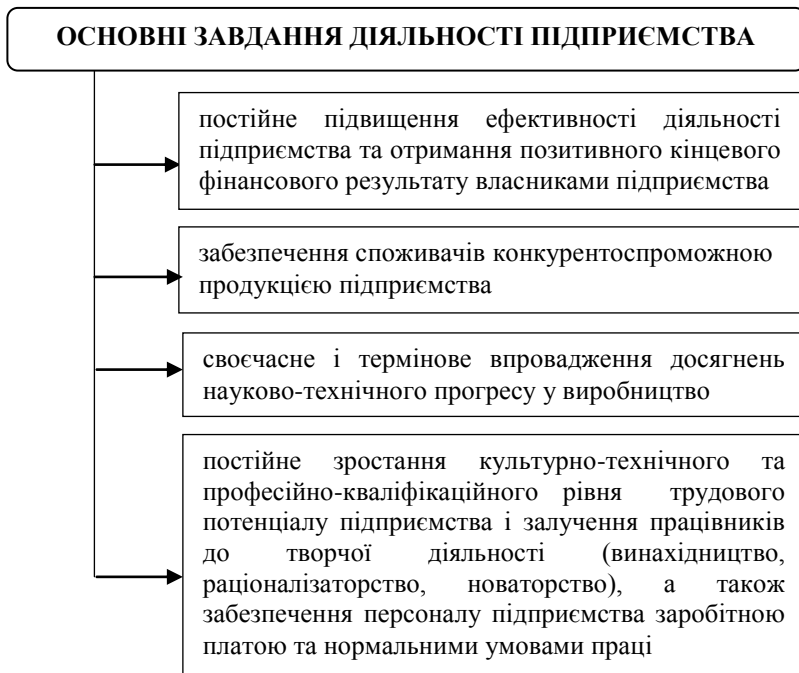 ОСНОВНІ ЗАВДАННЯ ДІЯЛЬНОСТІ ПІДПРИЄМСТВА
постійне підвищення ефективності діяльності
підприємства та отримання позитивного кінцевого
фінансового результату власниками підприємства
забезпечення споживачів конкурентоспроможною
продукцією підприємства
своєчасне і термінове впровадження досягнень
науково-технічного прогресу у виробництво
постійне зростання культурно-технічного та
професійно-кваліфікаційного рівня трудового
потенціалу підприємства і залучення працівників
до творчої діяльності (винахідництво,
раціоналізаторство, новаторство), а також
забезпечення персоналу підприємства заробітною
платою та нормальними умовами праці